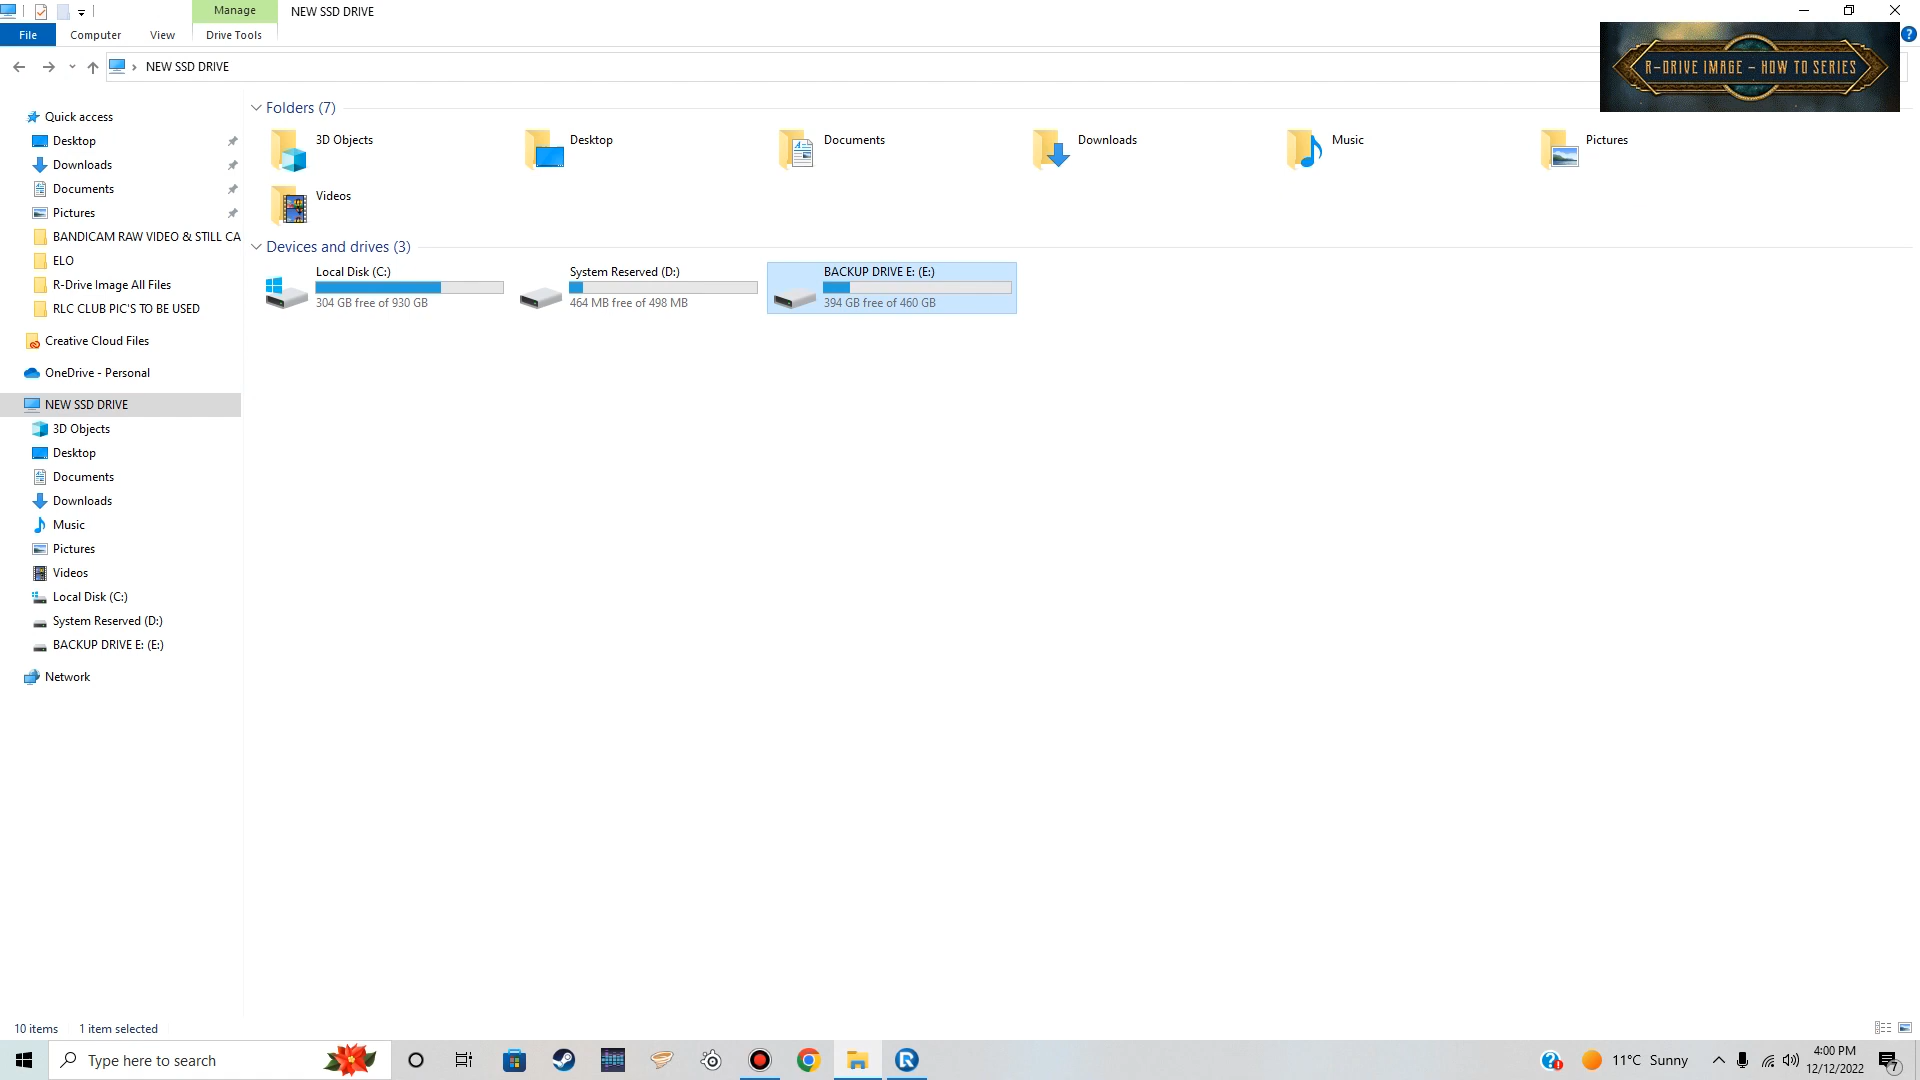 Manage
NEW SSD DRIVE
File
Computer
View
Drive Tools
NEW SSD DRIVE
R-DRIVE IMAGE - HOW TO SERIES
Quick access
Desktop
Downloads
Documents
Pictures
BANDICAM RAW VIDEO & STILL CA
ELO
R-Drive Image All Files
RLC CLUB PIC'S TO BE USED
Creative Cloud Files
OneDrive - Personal
NEW SSD DRIVE
3D Objects
Desktop
Documents
Downloads
Music
Pictures
Videos
Local Disk (C:)
System Reserved (D:)
BACKUP DRIVE E: (E:)
Network
Folders (7)
3D Objects
Desktop
Documents
Downloads
Music
Pictures
Videos
Devices and drives (3)
Local Disk (C:)
304 GB free of 930 GB
System Reserved (D:)
464 MB free of 498 MB
BACKUP DRIVE E: (E:)
394 GB free of 460 GB
10 items
1 item selected
Type here to search
11°C Sunny
4:00 PM
12/12/2022
7